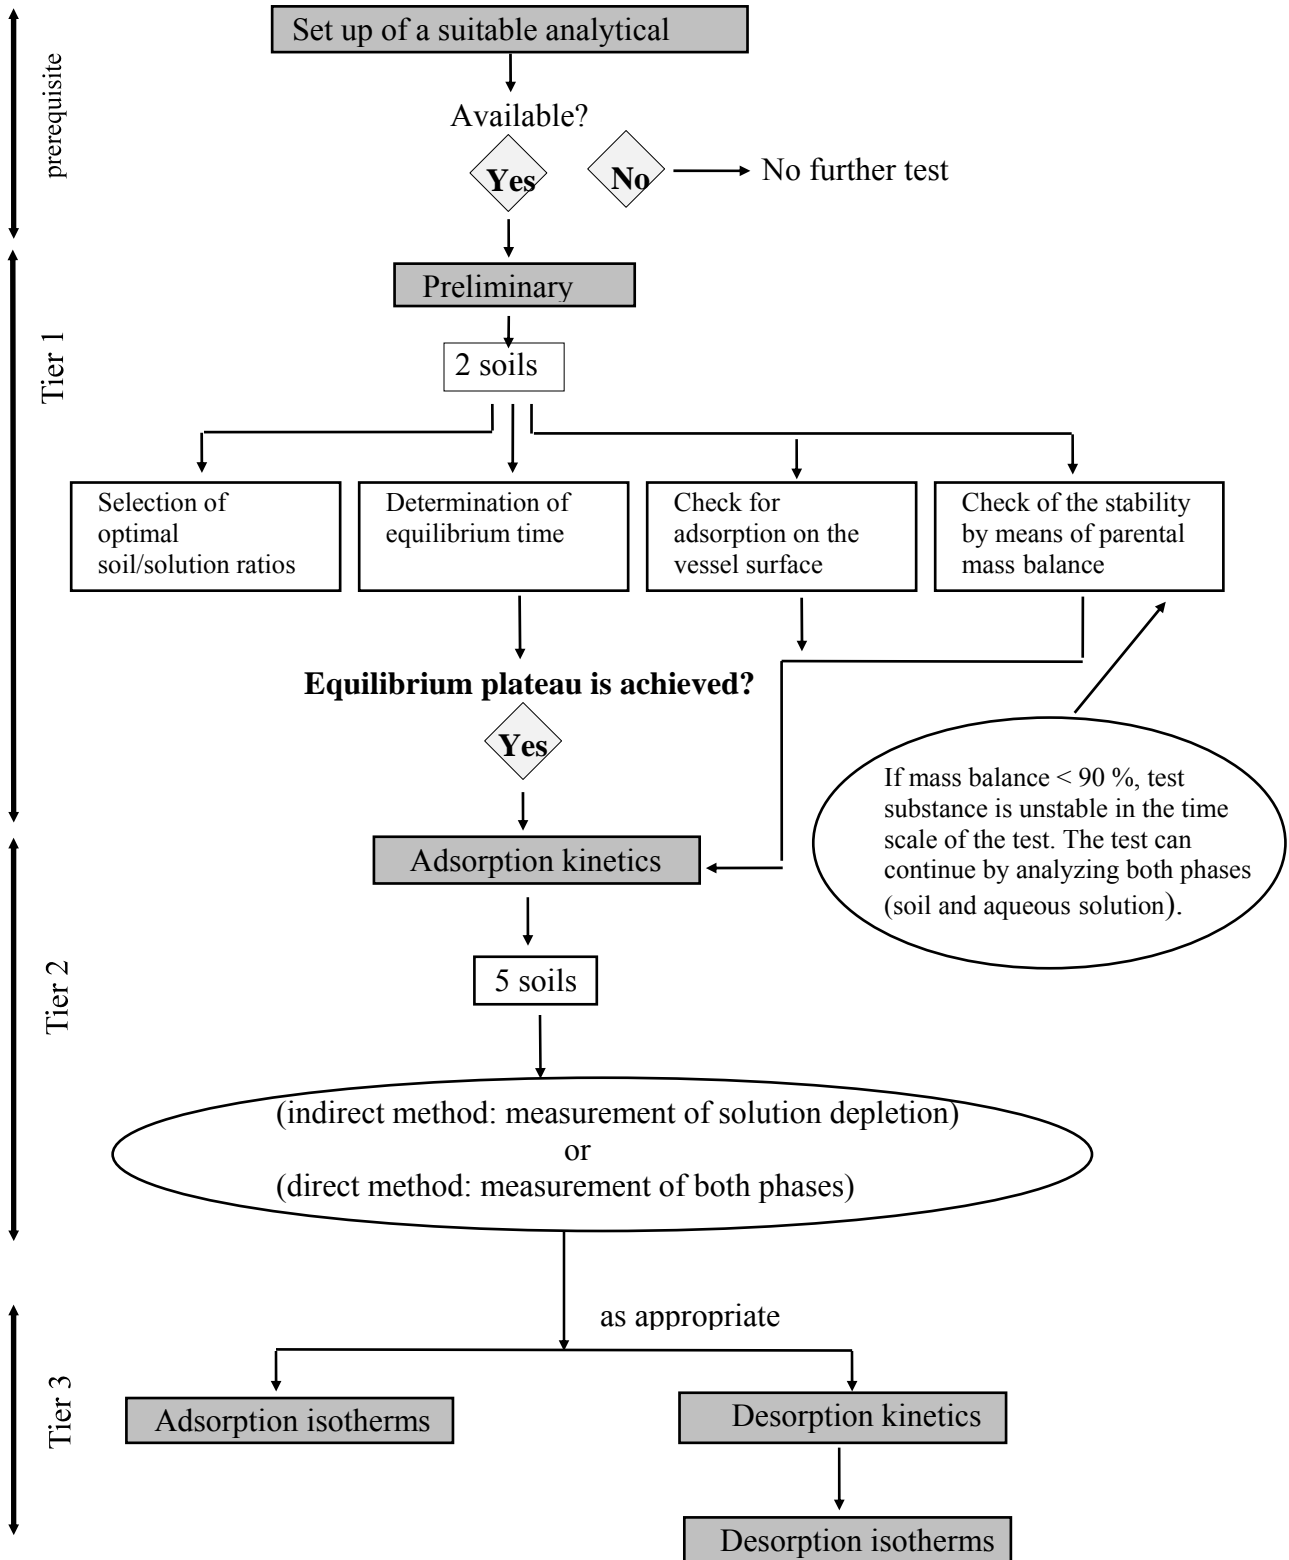 prerequisite
Set up of a suitable analytical
Available?
Yes
No
No further test
Tier 1
Preliminary
2 soils
Selection of
optimal
soil/solution ratios
Determination of
equilibrium time
Check for
adsorption on the
vessel surface
Check of the stability
by means of parental
mass balance
Equilibrium plateau is achieved?
Yes
If mass balance < 90 %, test
substance is unstable in the time
scale of the test. The test can
continue by analyzing both phases
(soil and aqueous solution).
Tier 2
Adsorption kinetics
5 soils
(indirect method: measurement of solution depletion)
or
(direct method: measurement of both phases)
Tier 3
as appropriate
Adsorption isotherms
Desorption kinetics
Desorption isotherms